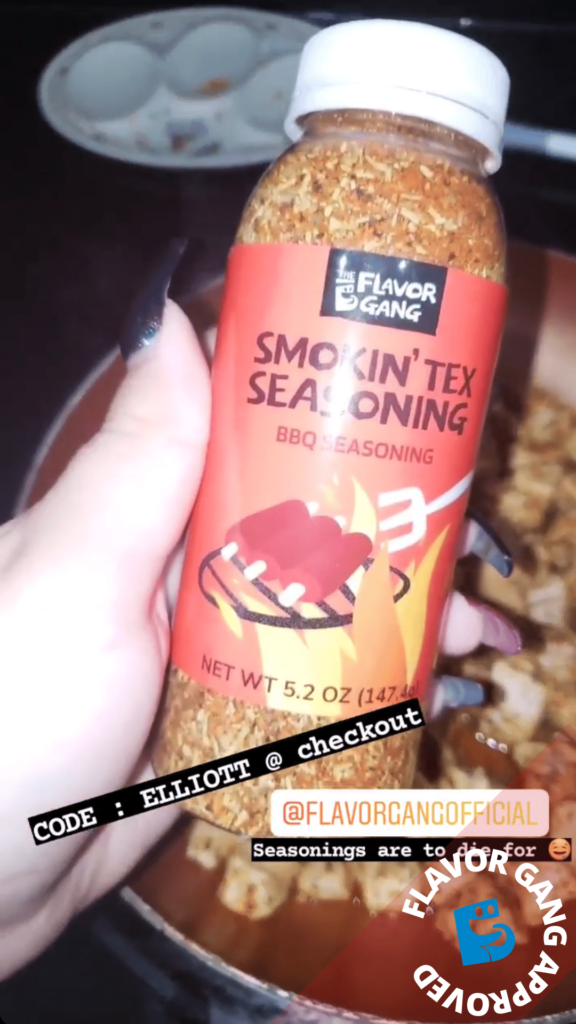 THE
FLAVOR
GANG
SMOKIN' TEX
SEASONING
BBQ SEASONING
NET WT 5.2 OZ (147.4g
CODE : ELLIOTT @ checkout
@FLAVORGANGOFFICIAL
Seasonings are to die for 😅
FLAVOR GANG APPROVED